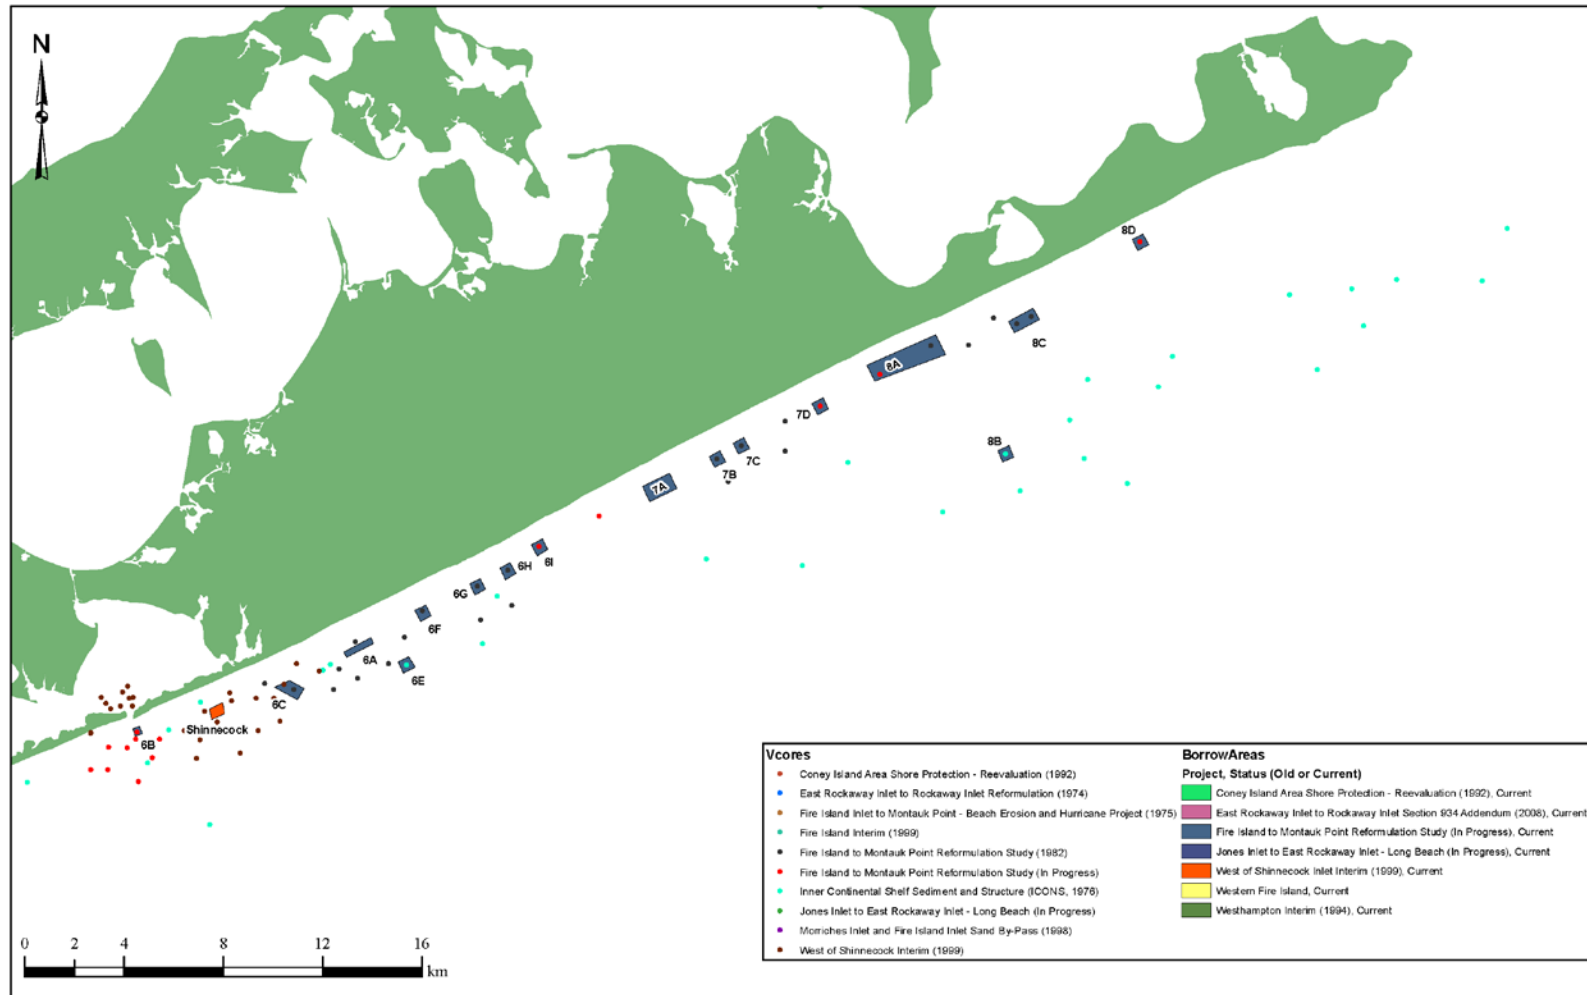 N
8D
8C
8A
7D
8B
7C
7B
7A
6I
6H
6G
6F
6A
6E
6C
Shinnecock
6B
Vcores
Coney Island Area Shore Protection - Reevaluation (1992)
East Rockaway Inlet to Rockaway Inlet Reformulation (1974)
Fire Island Inlet to Montauk Point - Beach Erosion and Hurricane Project (1975)
Fire Island Interim (1999)
Fire Island to Montauk Point Reformulation Study (1982)
Fire Island to Montauk Point Reformulation Study (In Progress)
Inner Continental Shelf Sediment and Structure (ICONS, 1976)
Jones Inlet to East Rockaway Inlet - Long Beach (In Progress)
Morriches Inlet and Fire Island Inlet Sand By-Pass (1998)
West of Shinnecock Interim (1999)
BorrowAreas
Project, Status (Old or Current)
Coney Island Area Shore Protection - Reevaluation (1992), Current
East Rockaway Inlet to Rockaway Inlet Section 934 Addendum (2008), Current
Fire Island to Montauk Point Reformulation Study (In Progress), Current
Jones Inlet to East Rockaway Inlet - Long Beach (In Progress), Current
West of Shinnecock Inlet Interim (1999), Current
Western Fire Island, Current
Westhampton Interim (1994), Current
0 2 4 8 12 16
km